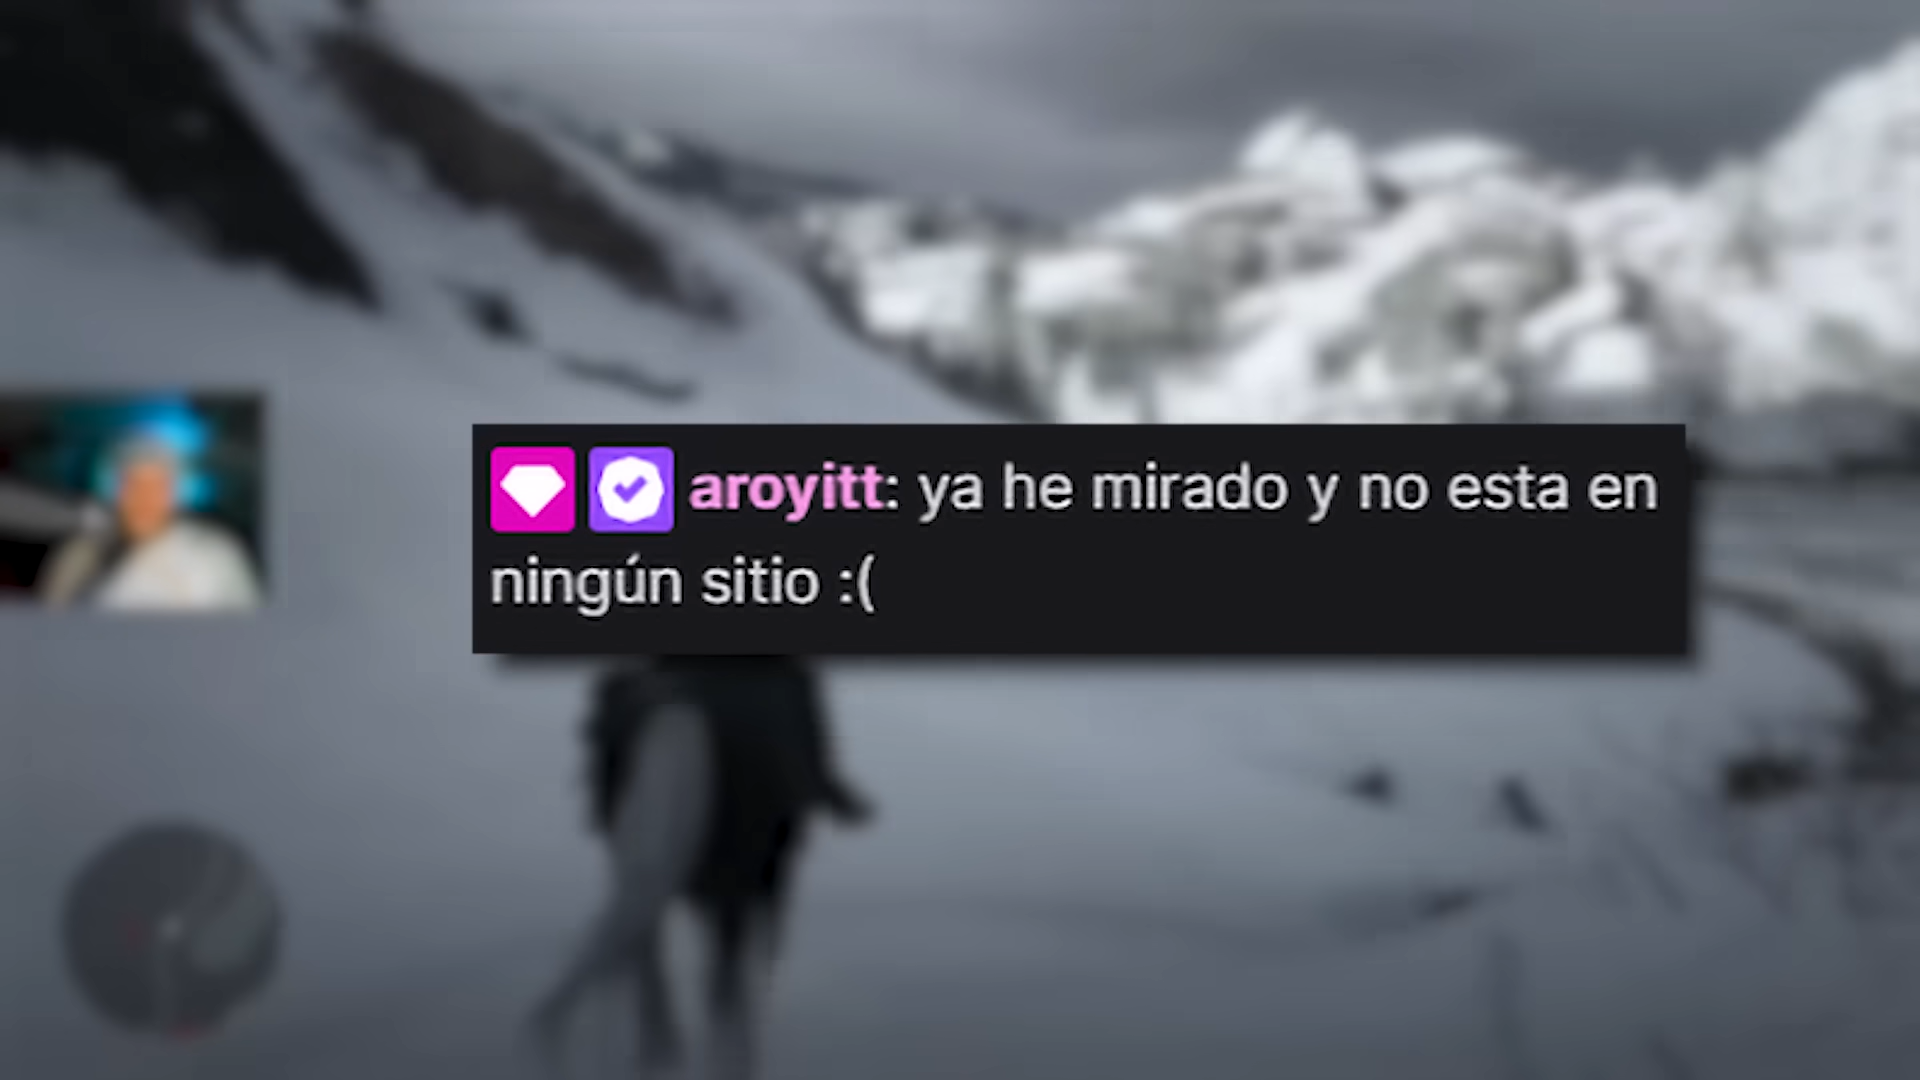 aroyitt: ya he mirado y no esta en
ningún sitio :(